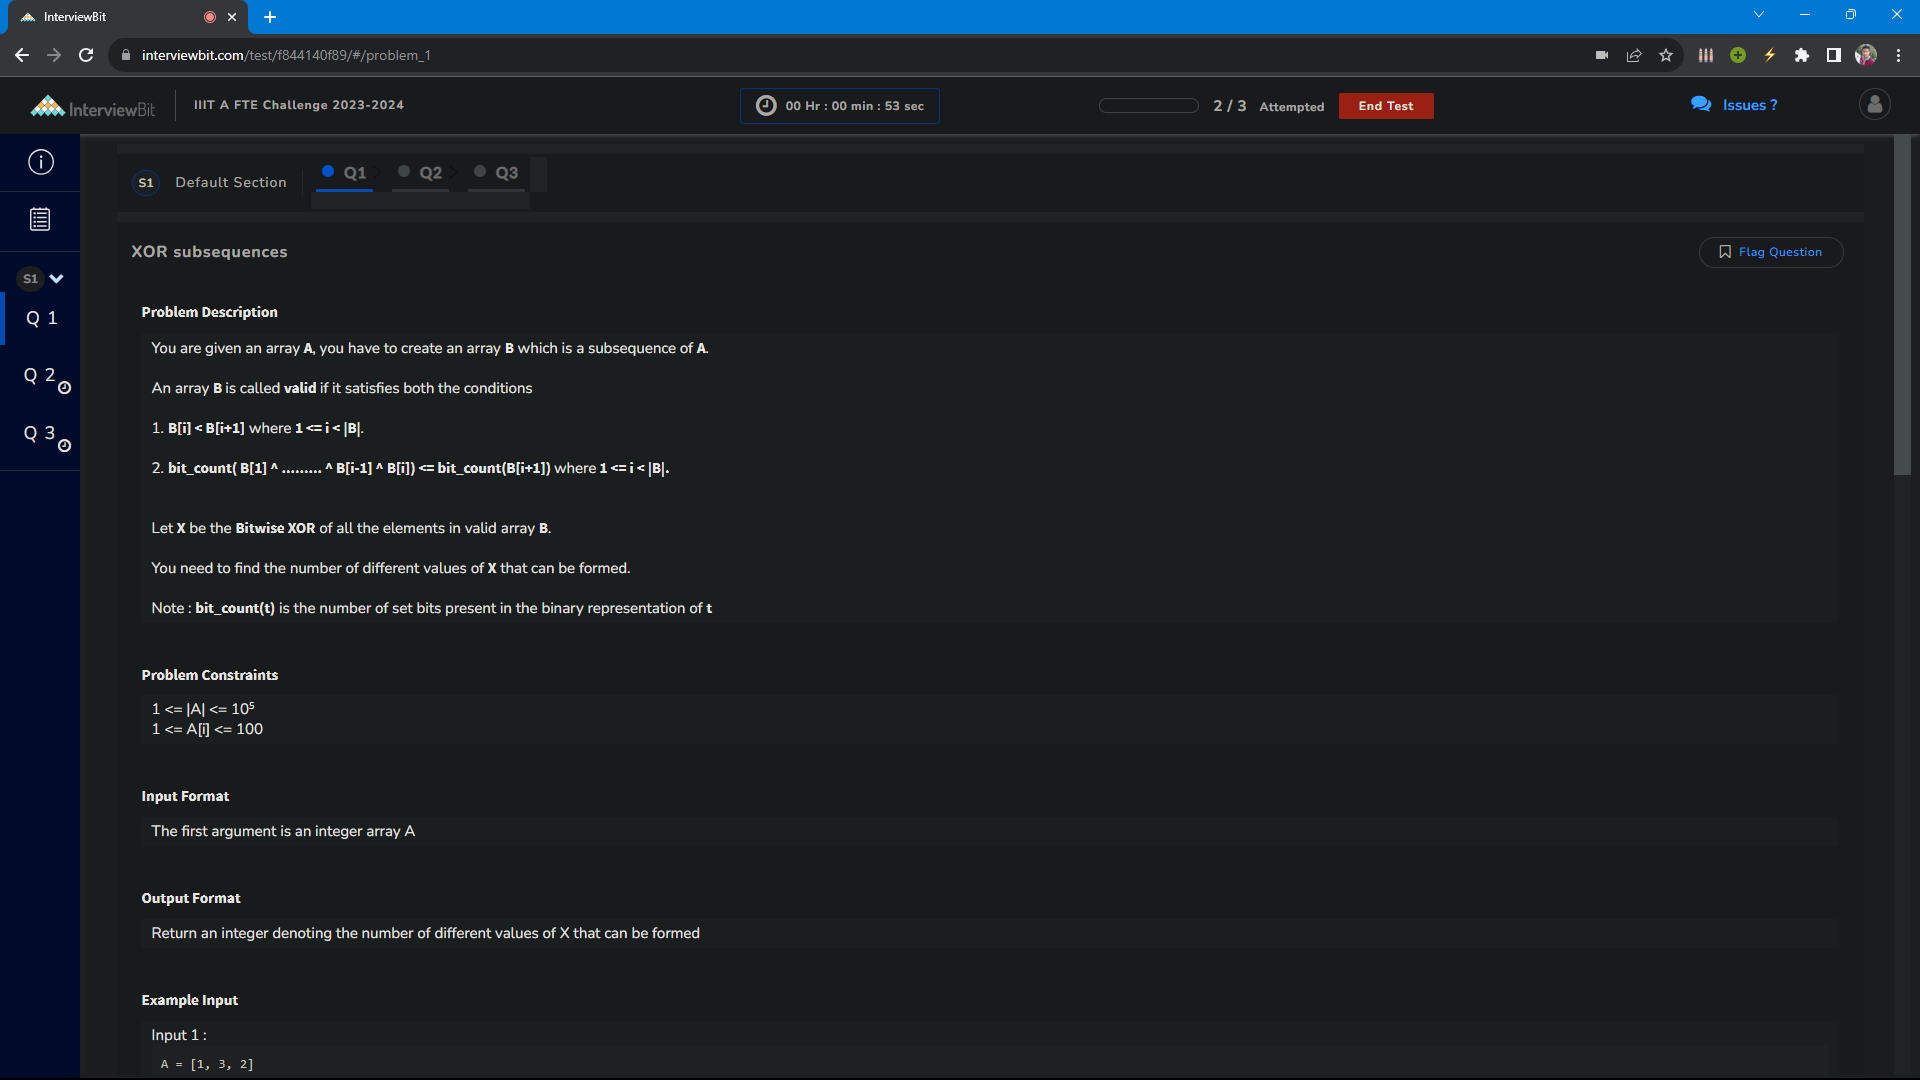 InterviewBit
interviewbit.com/test/f844140f89/#/problem_1
InterviewBit
IIIT A FTE Challenge 2023-2024
00 Hr : 00 min : 53 sec
2 / 3 Attempted
End Test
Issues ?
S1
Default Section
Q1
Q2
Q3
S1
Q 1
Q 2
Q 3
XOR subsequences
Flag Question
Problem Description
You are given an array A, you have to create an array B which is a subsequence of A.
An array B is called valid if it satisfies both the conditions
1. B[i] < B[i+1] where 1 <= i < |B|.
2. bit_count( B[1] ^ ......... ^ B[i-1] ^ B[i]) <= bit_count(B[i+1]) where 1 <= i < |B|.
Let X be the Bitwise XOR of all the elements in valid array B.
You need to find the number of different values of X that can be formed.
Note : bit_count(t) is the number of set bits present in the binary representation of t
Problem Constraints
1 <= |A| <= 10⁵
1 <= A[i] <= 100
Input Format
The first argument is an integer array A
Output Format
Return an integer denoting the number of different values of X that can be formed
Example Input
Input 1 :
A = [1, 3, 2]